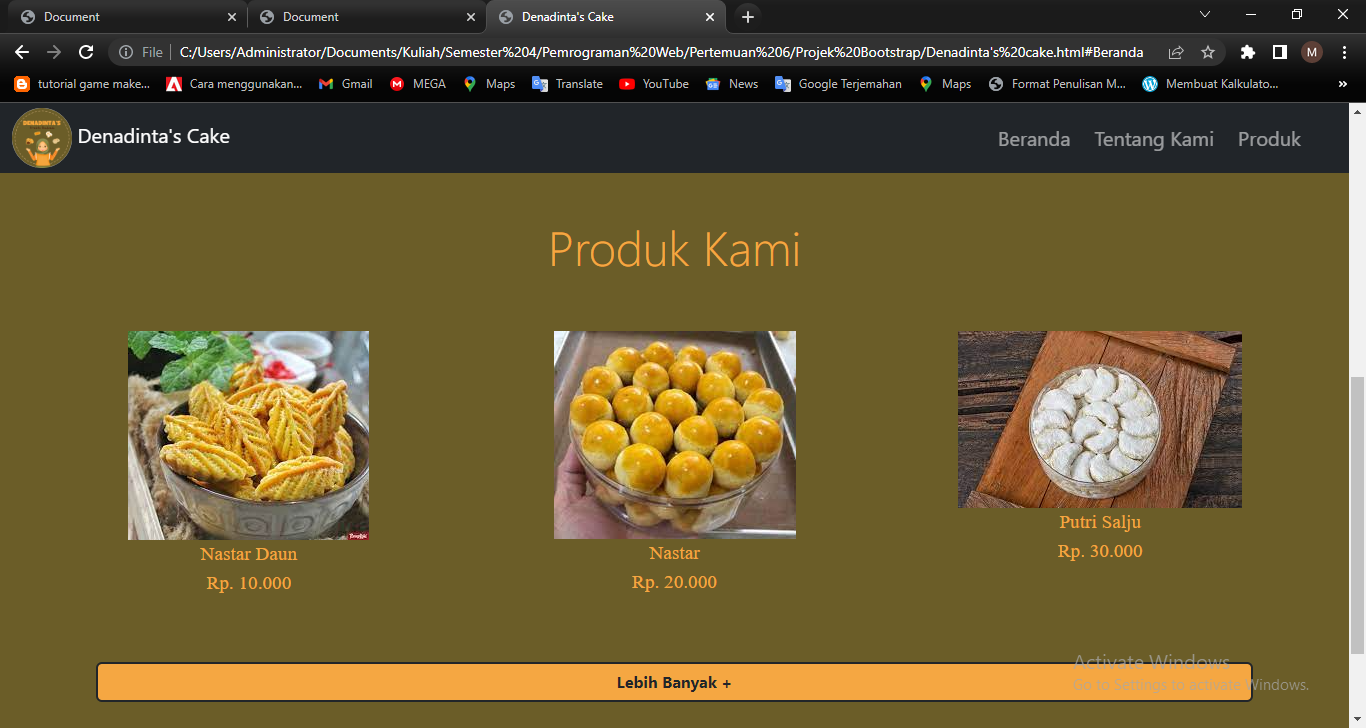 Document
Document
Denadinta's Cake
File
C:/Users/Administrator/Documents/Kuliah/Semester%204/Pemrograman%20Web/Pertemuan%206/Projek%20Bootstrap/Denadinta's%20cake.html#Beranda
M
tutorial game make...
Cara menggunakan...
Gmail
MEGA
Maps
Translate
YouTube
News
Google Terjemahan
Maps
Format Penulisan M...
Membuat Kalkulato...
»
DENADINTA'S
Denadinta's Cake
Beranda
Tentang Kami
Produk
Produk Kami
Nastar Daun
Rp. 10.000
Nastar
Rp. 20.000
Putri Salju
Rp. 30.000
Lebih Banyak +
Activate Windows
Go to Settings to activate Windows.